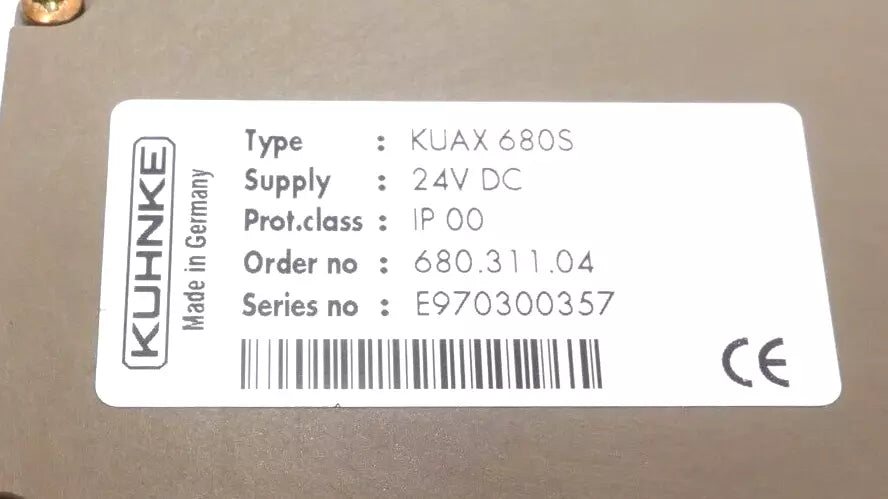 KUHNKE
Made in Germany
Type : KUAX 680S
Supply : 24V DC
Prot.class : IP 00
Order no : 680.311.04
Series no : E970300357
CE